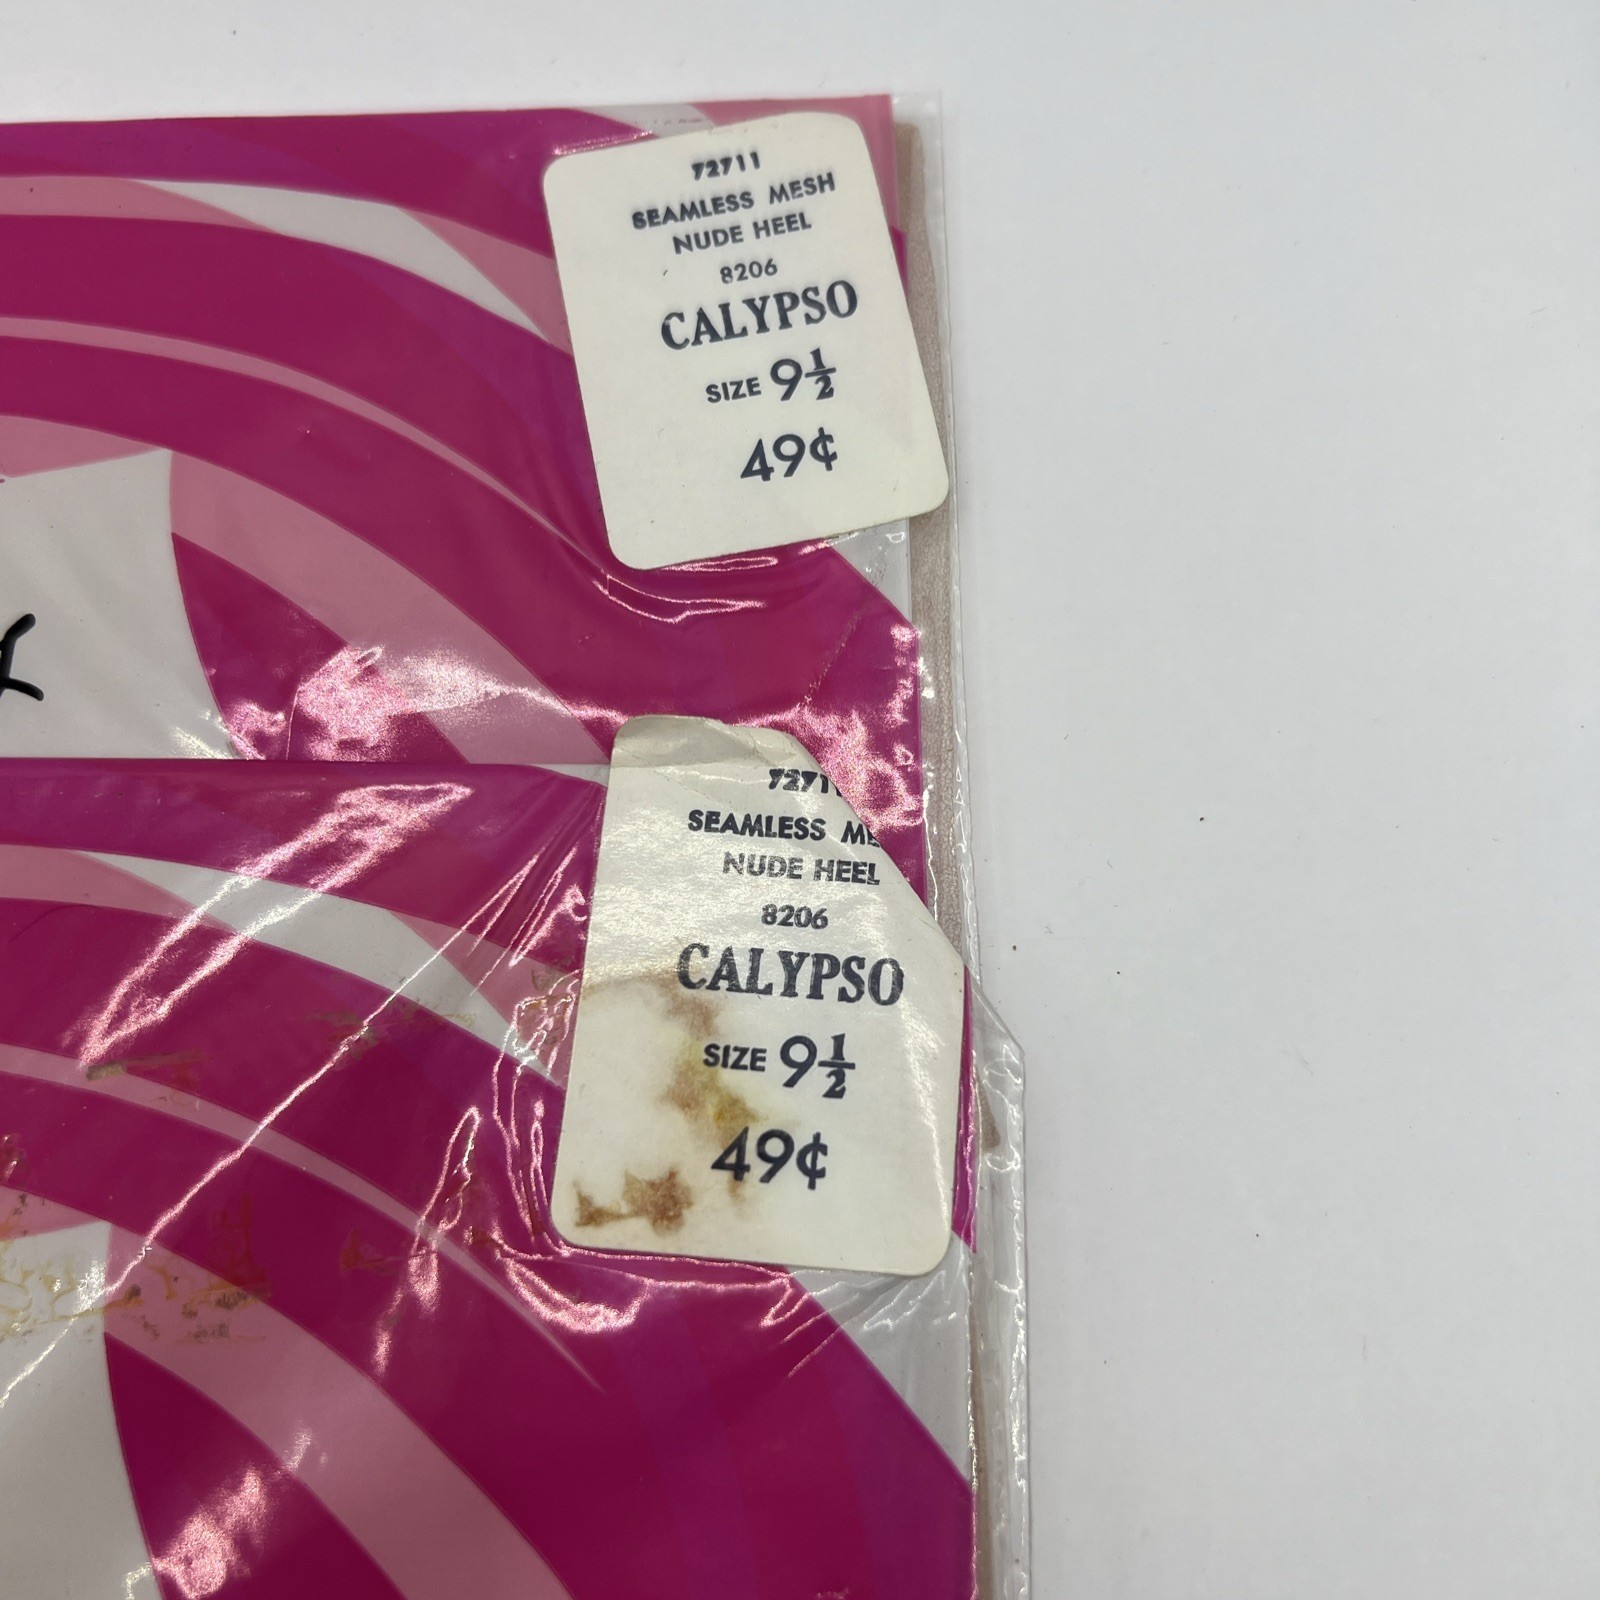 72711
SEAMLESS MESH
NUDE HEEL
8206
CALYPSO
SIZE 9½
49¢
7271
SEAMLESS
NUDE HEEL
8206
CALYPSO
SIZE 9½
49¢